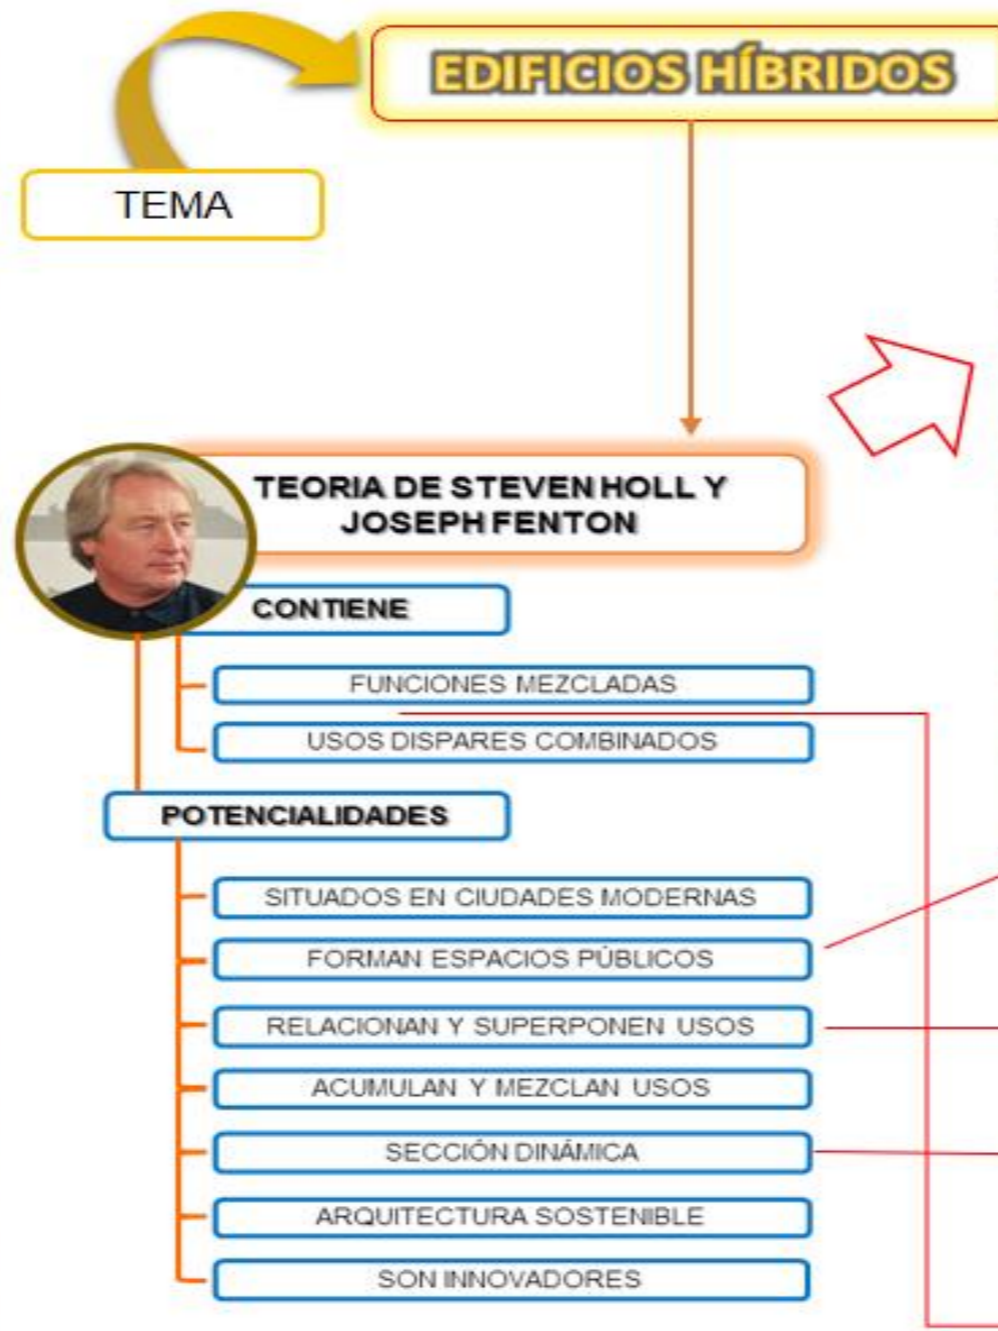 EDIFICIOS HÍBRIDOS
TEMA
TEORIA DE STEVEN HOLL Y
JOSEPH FENTON
CONTIENE
FUNCIONES MEZCLADAS
USOS DISPARES COMBINADOS
POTENCIALIDADES
SITUADOS EN CIUDADES MODERNAS
FORMAN ESPACIOS PÚBLICOS
RELACIONAN Y SUPERPONEN USOS
ACUMULAN Y MEZCLAN USOS
SECCIÓN DINÁMICA
ARQUITECTURA SOSTENIBLE
SON INNOVADORES